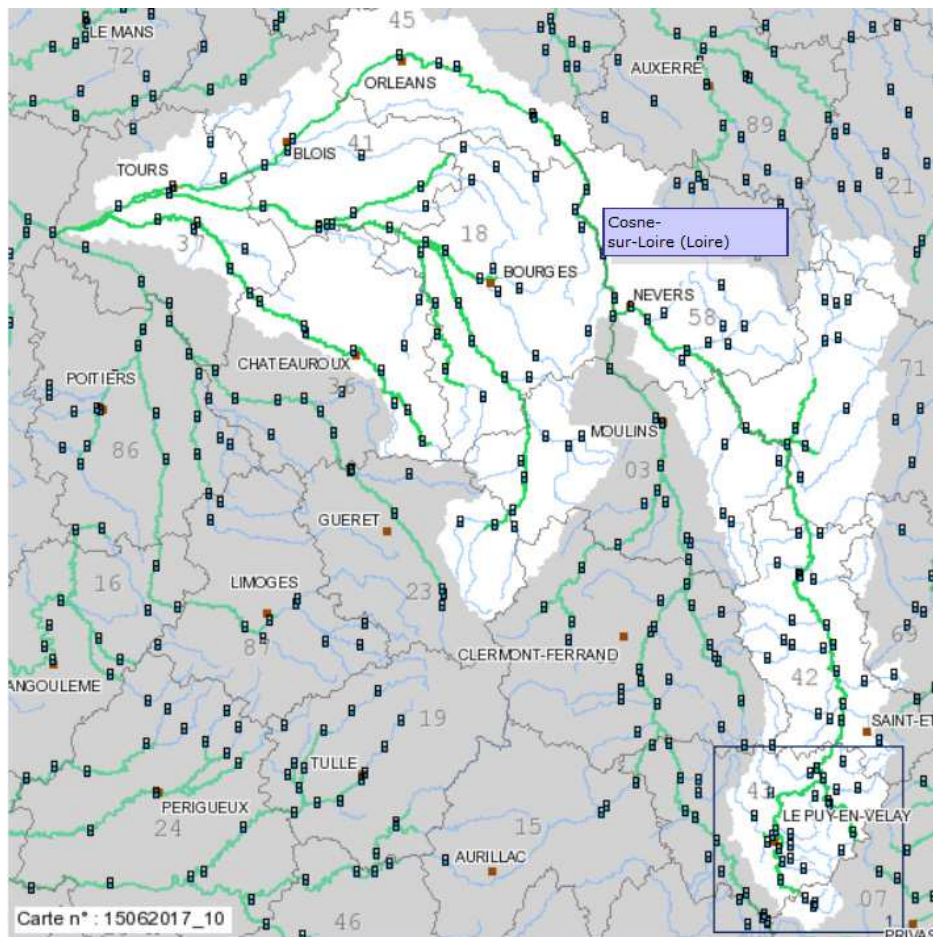 45
LE MANS
72
AUXERRE
ORLEANS
89
BLOIS
41
TOURS
21
Cosne-
sur-Loire (Loire)
37
18
BOURGES
NEVERS
58
CHATEAUROUX
36
71
POITIERS
MOULINS
86
03
GUERET
16
LIMOGES
23
87
CLERMONT-FERRAND
69
ANGOULEME
42
19
SAINT-ET
TULLE
43
PERIGUEUX
LE PUY-EN-VELAY
24
15
AURILLAC
07
Carte n° : 15062017_10
46
1
PRIVAS